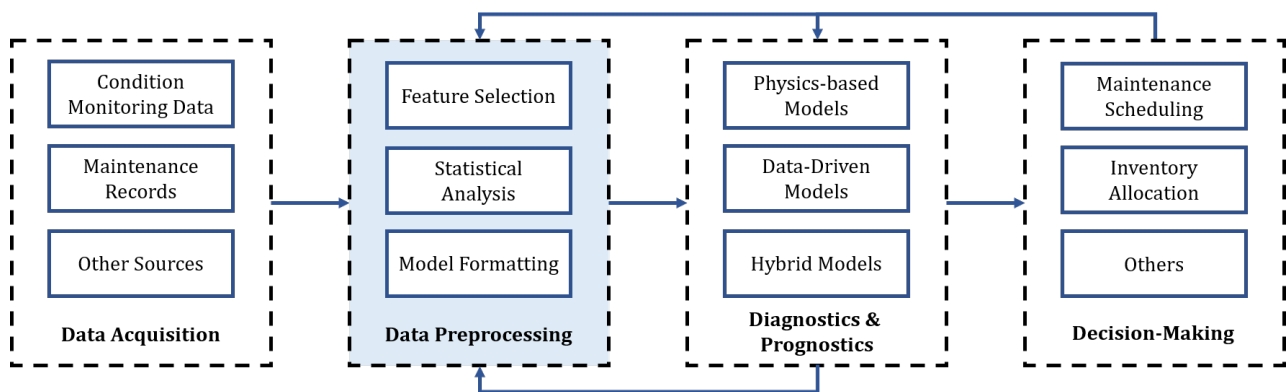 Condition
Monitoring Data
Maintenance
Records
Other Sources
Data Acquisition
Feature Selection
Statistical
Analysis
Model Formatting
Data Preprocessing
Physics-based
Models
Data-Driven
Models
Hybrid Models
Diagnostics &
Prognostics
Maintenance
Scheduling
Inventory
Allocation
Others
Decision-Making